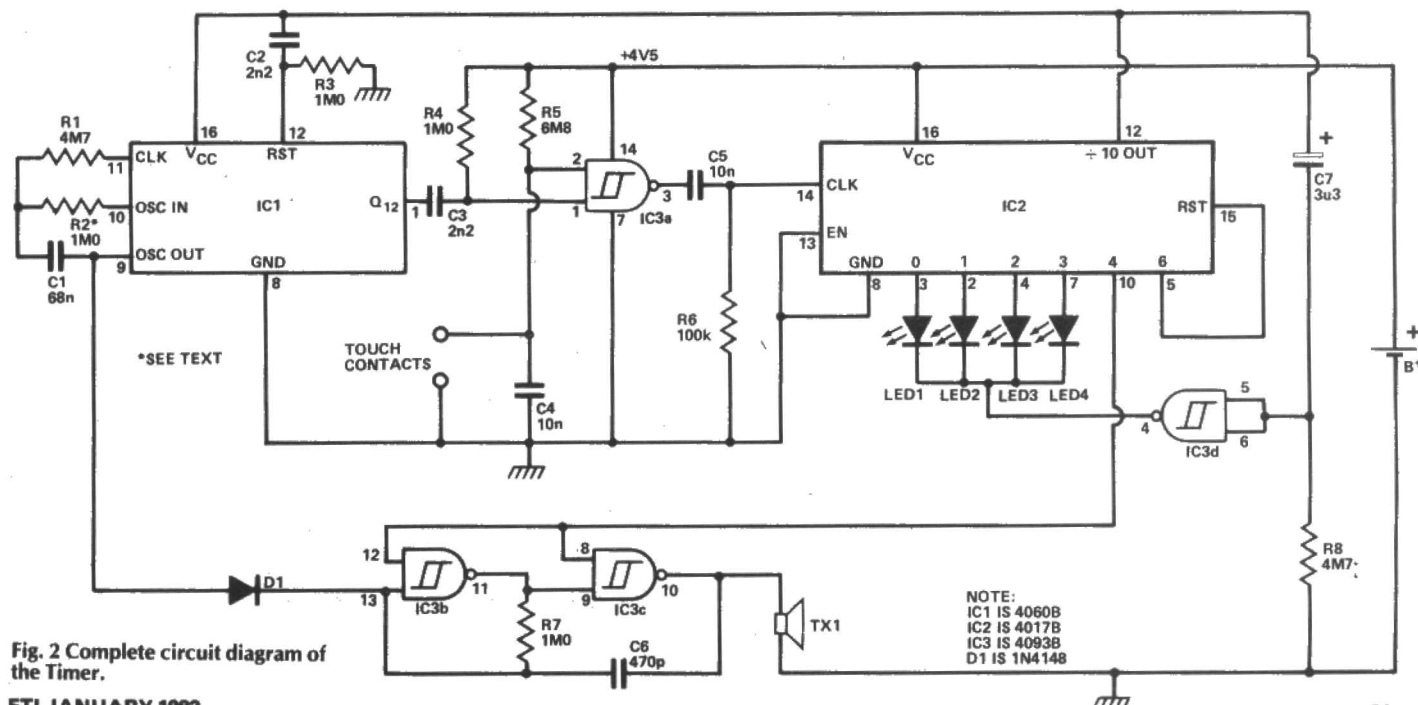 C2
2n2
R3
1M0
+4V5
R4
1M0
R5
6M8
R1
4M7
16
12
VCC
RST
11
CLK
10
OSC IN
IC1
Q12
1
R2*
1M0
9
OSC OUT
GND
8
C1
68n
C3
2n2
2
14
1
3
7
IC3a
C5
10n
16
12
VCC
÷ 10 OUT
14
CLK
IC2
RST
15
EN
13
GND
0
1
2
3
4
6
8
3
2
4
7
10
5
+
C7
3u3
R6
100k
*SEE TEXT
TOUCH
CONTACTS
C4
10n
LED1
LED2
LED3
LED4
+
B1
5
4
6
IC3d
12
13
11
IC3b
8
9
10
IC3c
D1
R7
1M0
C6
470p
TX1
R8
4M7
NOTE:
IC1 IS 4060B
IC2 IS 4017B
IC3 IS 4093B
D1 IS 1N4148
Fig. 2 Complete circuit diagram of
the Timer.